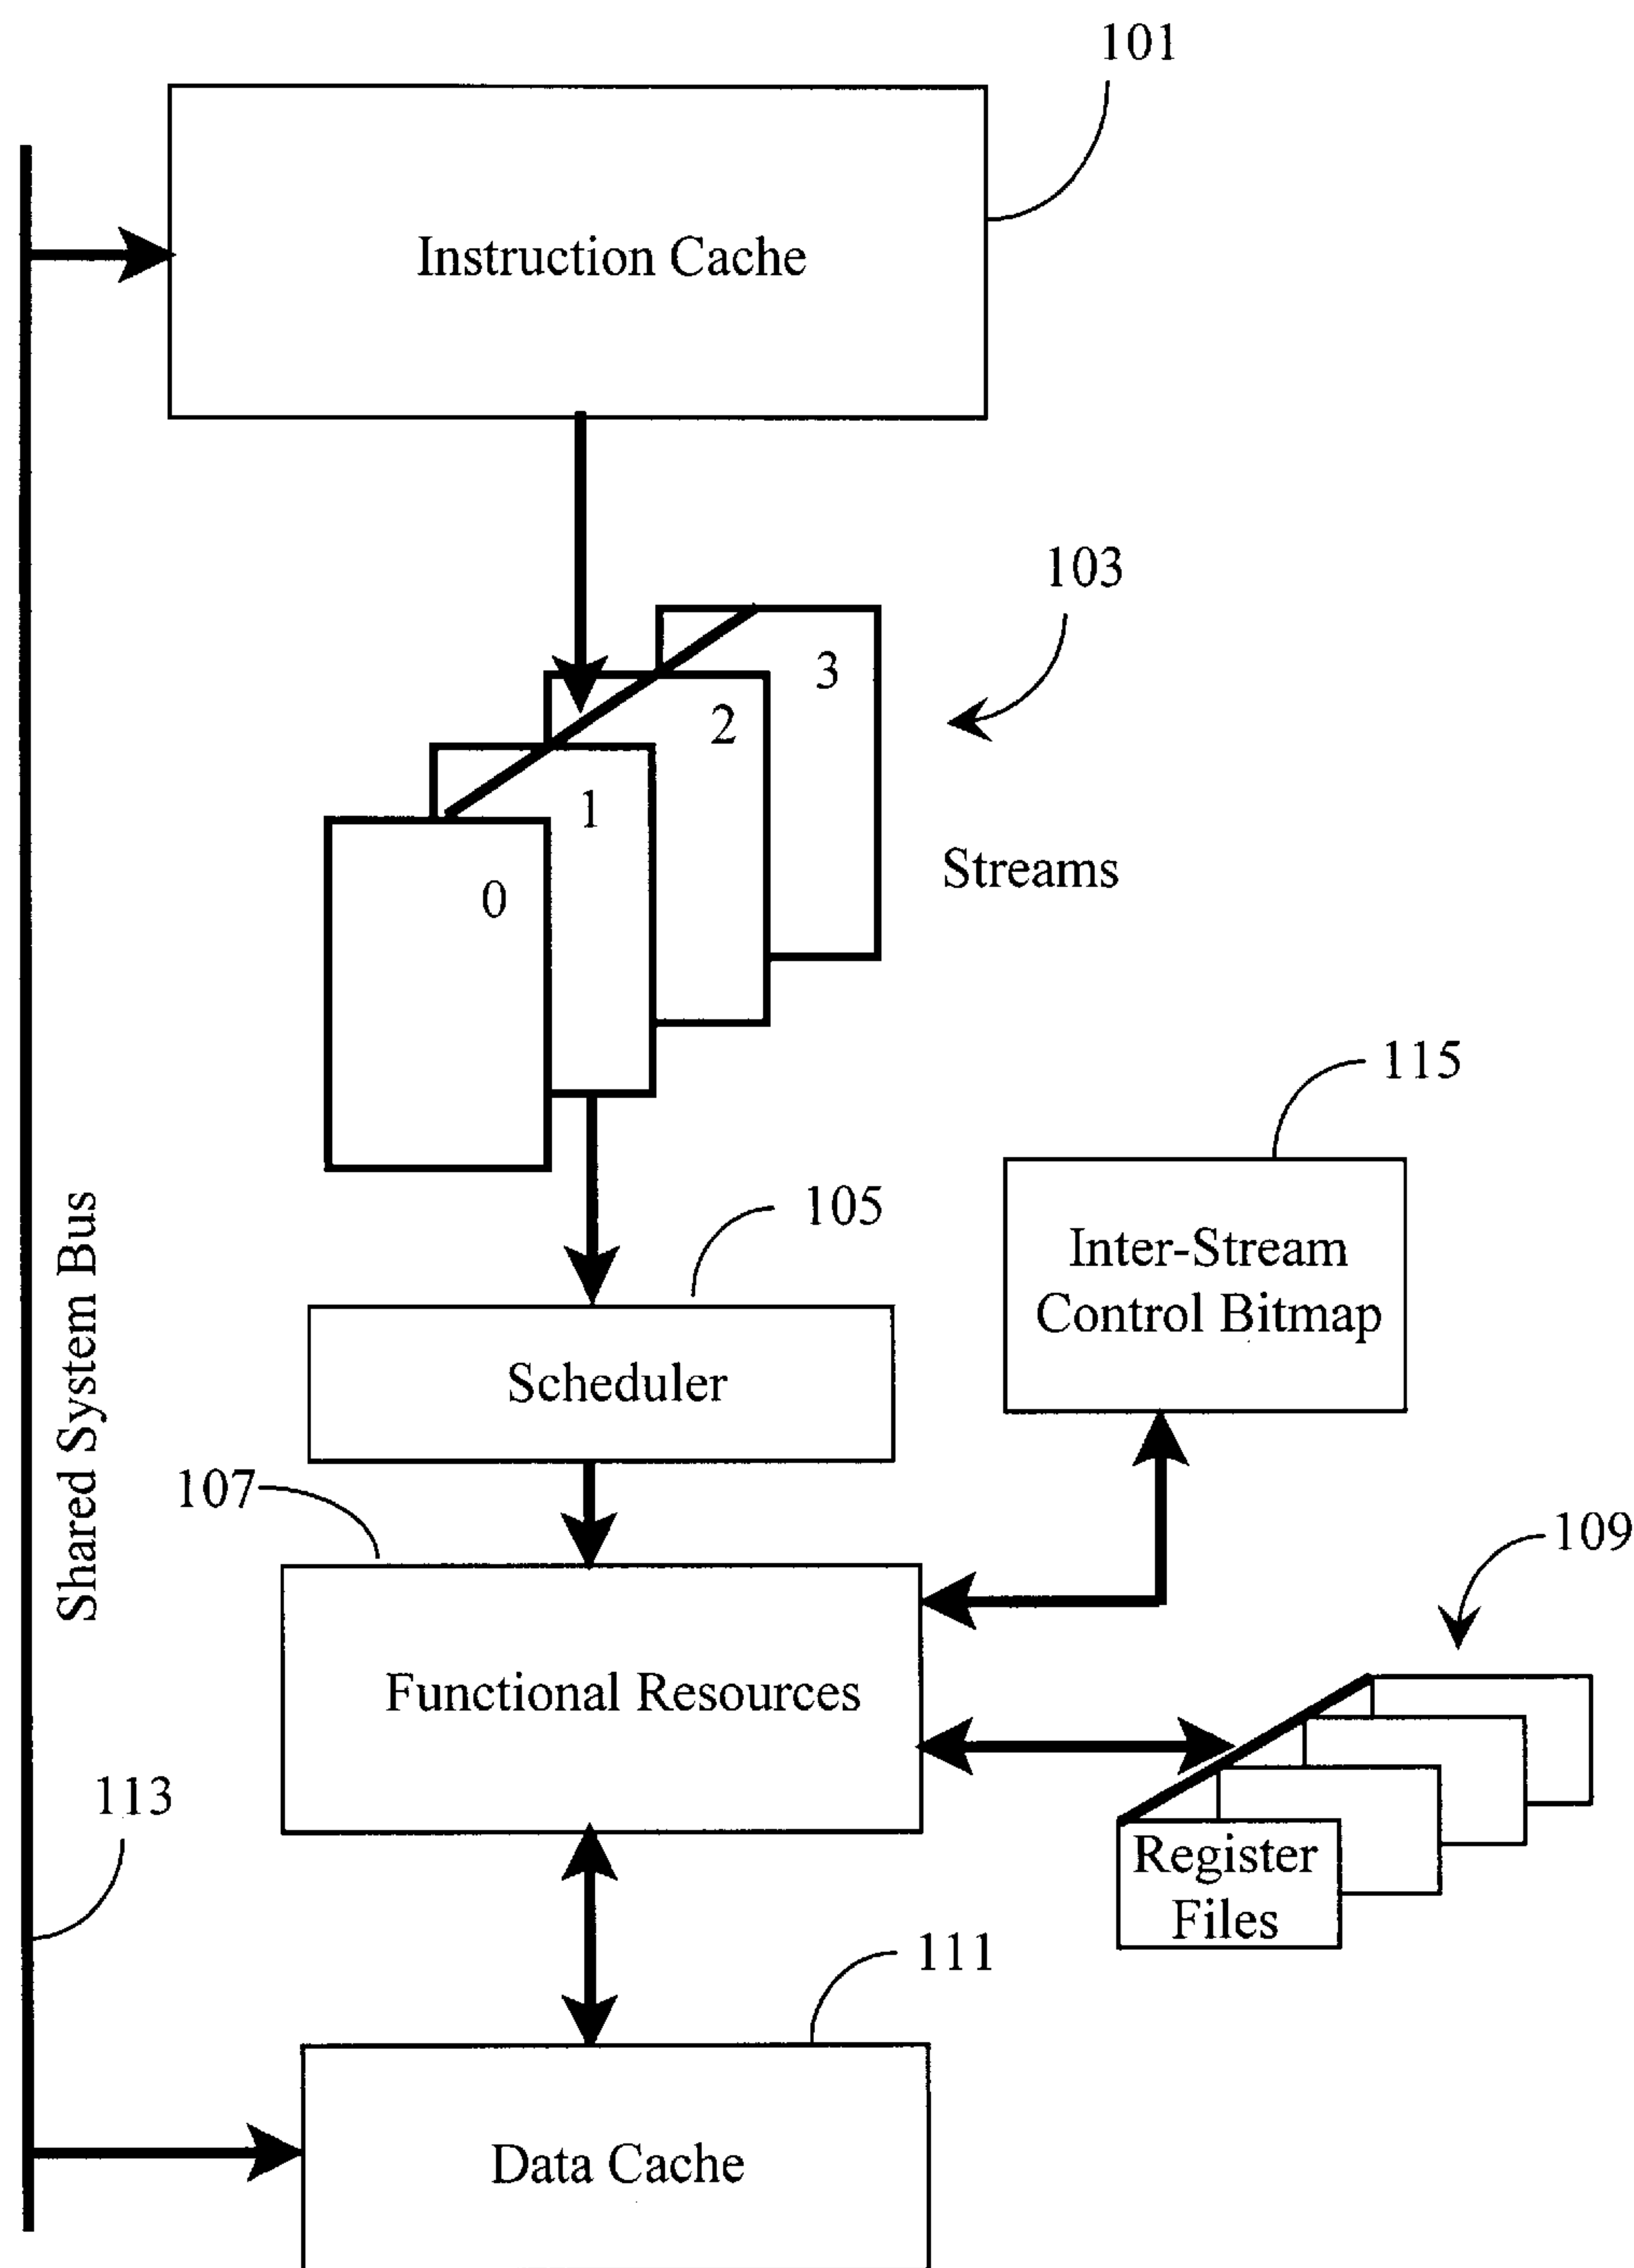 101
Instruction Cache
103
3
2
1
0
Streams
115
105
Inter-Stream
Control Bitmap
Shared System Bus
Scheduler
107
109
Functional Resources
113
Register
Files
111
Data Cache